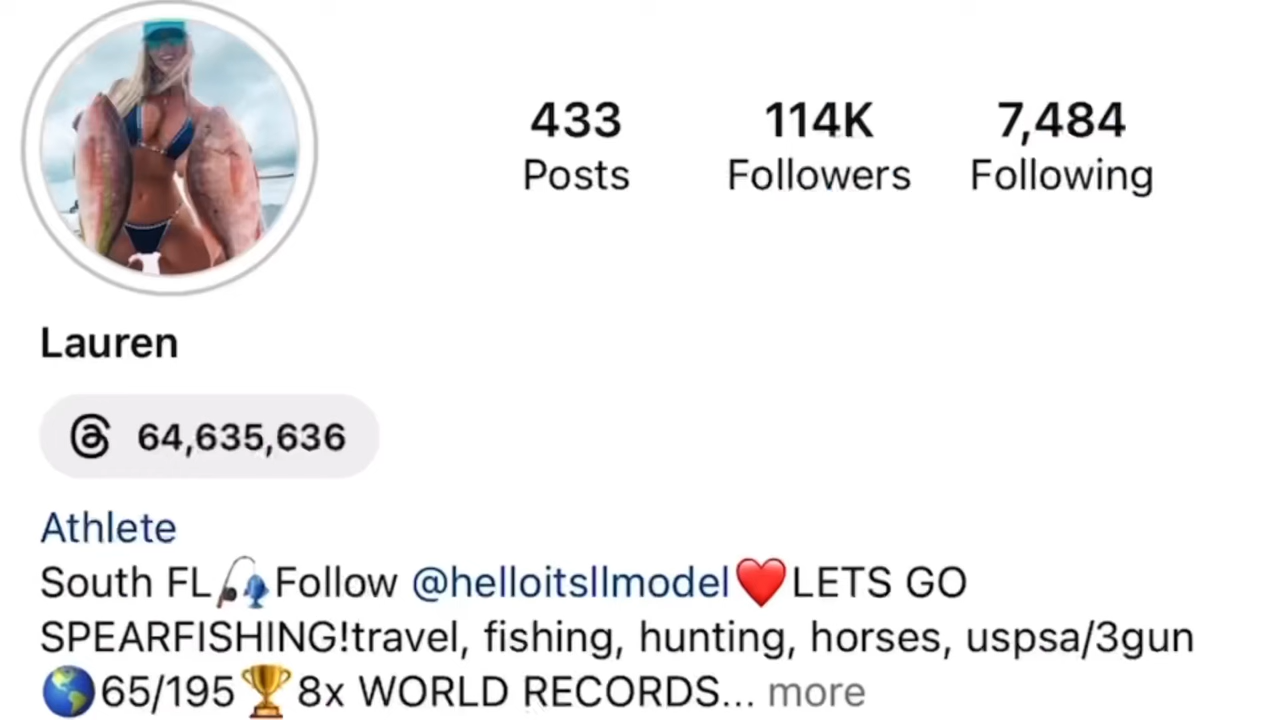 433 114K 7,484
Posts Followers Following
Lauren
64,635,636
Athlete
South FL🎣Follow @helloitsllmodel❤️LETS GO
SPEARFISHING!travel, fishing, hunting, horses, uspsa/3gun
🌎65/195🏆8x WORLD RECORDS... more